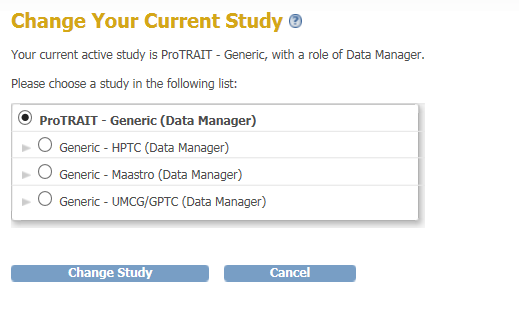 Change Your Current Study ?
Your current active study is ProTRAIT - Generic, with a role of Data Manager.
Please choose a study in the following list:
ProTRAIT - Generic (Data Manager)
Generic - HPTC (Data Manager)
Generic - Maastro (Data Manager)
Generic - UMCG/GPTC (Data Manager)
Change Study Cancel